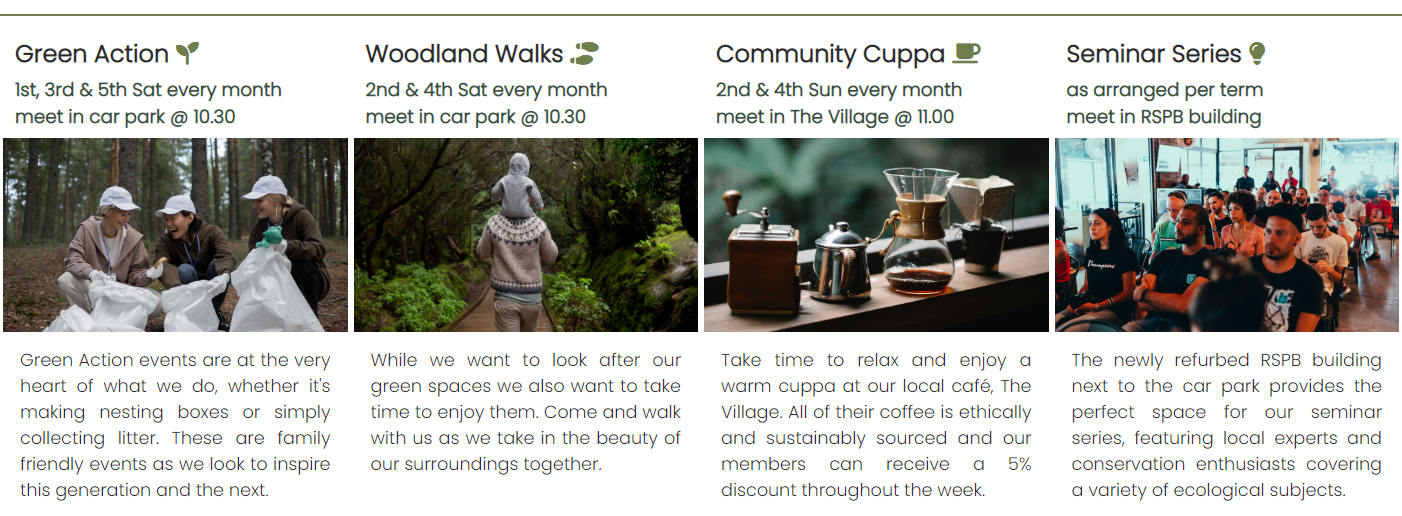 Green Action
1st, 3rd & 5th Sat every month
meet in car park @ 10.30
Green Action events are at the very
heart of what we do, whether it's
making nesting boxes or simply
collecting litter. These are family
friendly events as we look to inspire
this generation and the next.
Woodland Walks
2nd & 4th Sat every month
meet in car park @ 10.30
While we want to look after our
green spaces we also want to take
time to enjoy them. Come and walk
with us as we take in the beauty of
our surroundings together.
Community Cuppa
2nd & 4th Sun every month
meet in The Village @ 11.00
Take time to relax and enjoy a
warm cuppa at our local café, The
Village. All of their coffee is ethically
and sustainably sourced and our
members can receive a 5%
discount throughout the week.
Seminar Series
as arranged per term
meet in RSPB building
Champion
The newly refurbed RSPB building
next to the car park provides the
perfect space for our seminar
series, featuring local experts and
conservation enthusiasts covering
a variety of ecological subjects.